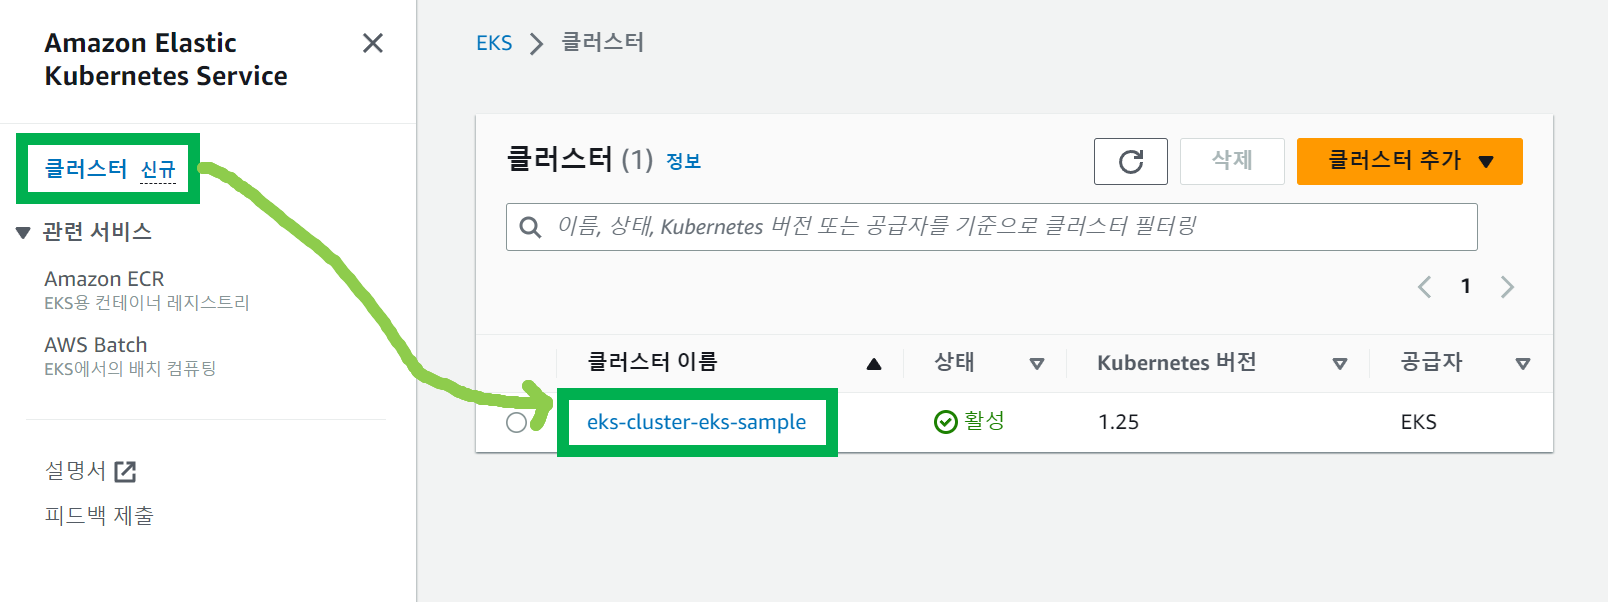 Amazon Elastic
Kubernetes Service
클러스터 신규
관련 서비스
Amazon ECR
EKS용 컨테이너 레지스트리
AWS Batch
EKS에서의 배치 컴퓨팅
설명서
피드백 제출
EKS 클러스터
클러스터 (1) 정보
삭제
클러스터 추가
이름, 상태, Kubernetes 버전 또는 공급자를 기준으로 클러스터 필터링
1
클러스터 이름 상태 Kubernetes 버전 공급자
eks-cluster-eks-sample 활성 1.25 EKS